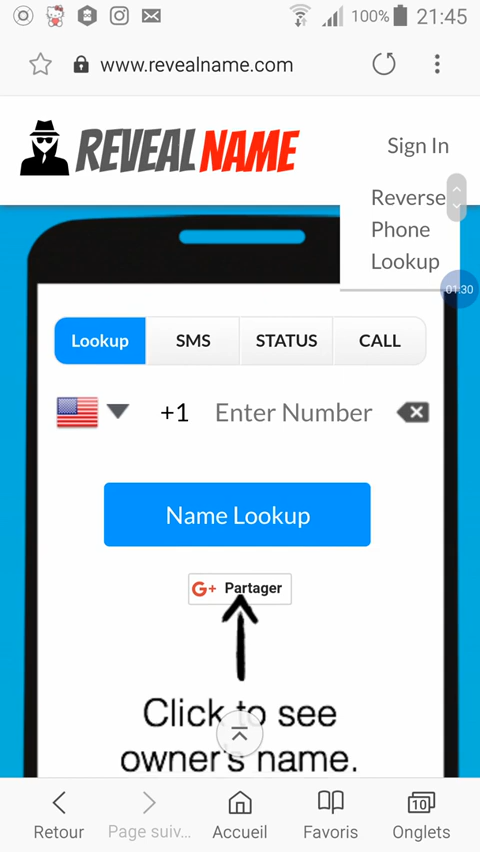 100% 21:45
www.revealname.com
REVEAL NAME
Sign In
Reverse
Phone
Lookup
01:30
Lookup SMS STATUS CALL
+1 Enter Number
Name Lookup
G+ Partager
Click to see
owner's name.
10
Retour Page suiv... Accueil Favoris Onglets